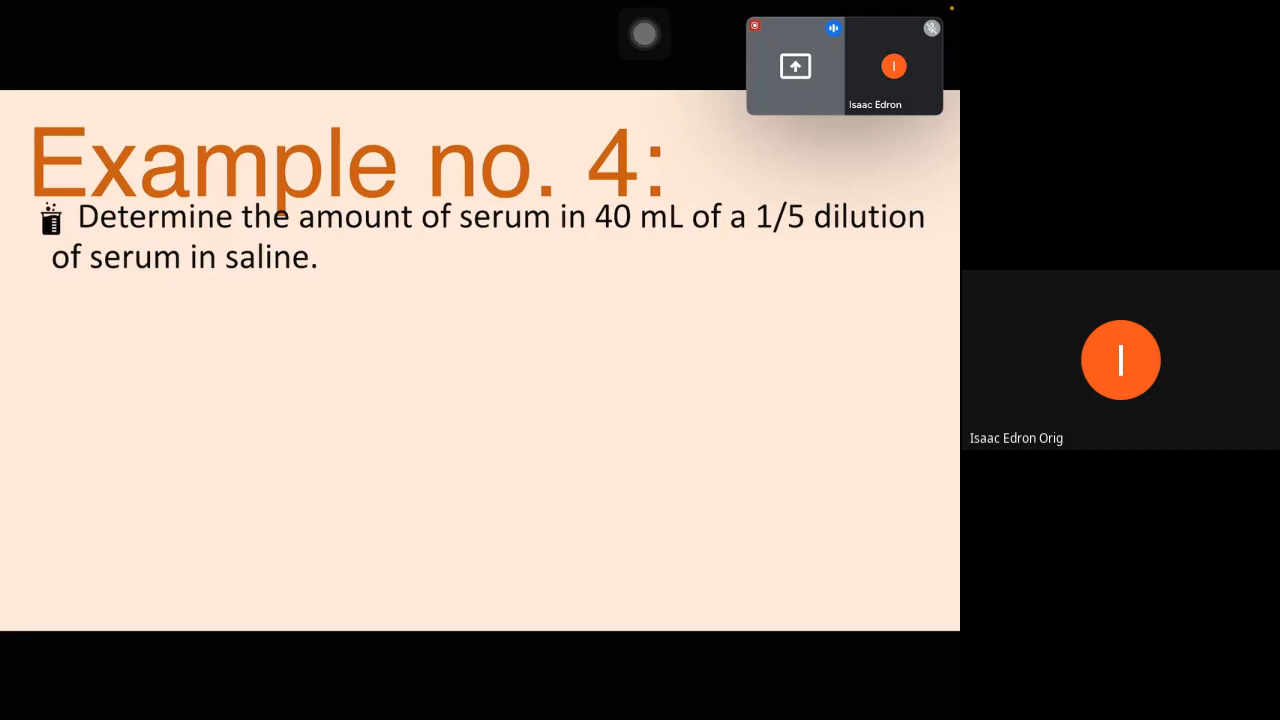 I
Isaac Edron
Example no. 4:
Determine the amount of serum in 40 mL of a 1/5 dilution
of serum in saline.
I
Isaac Edron Orig